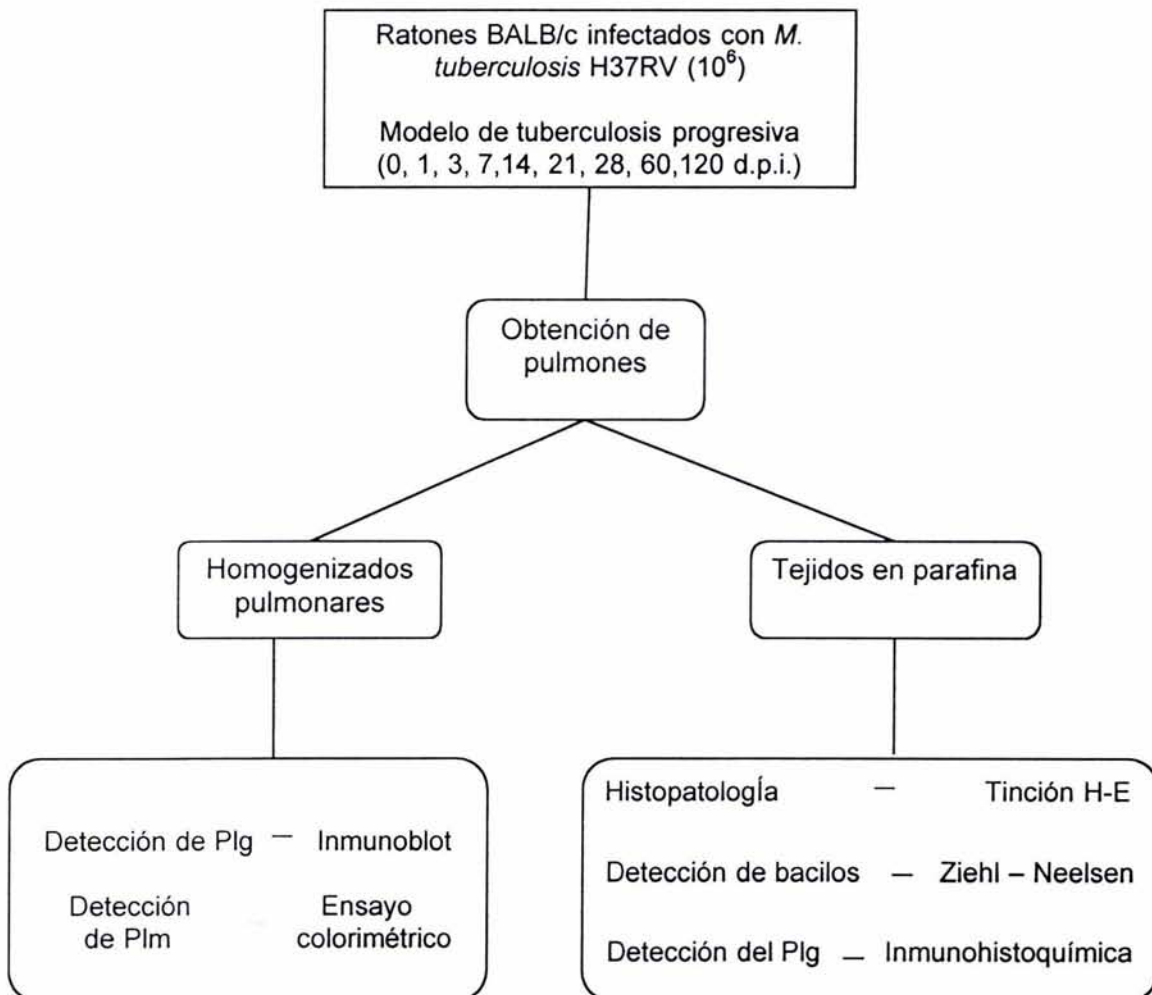 Ratones BALB/c infectados con M.
tuberculosis H37RV (10⁶)
Modelo de tuberculosis progresiva
(0, 1, 3, 7,14, 21, 28, 60,120 d.p.i.)
Obtención de
pulmones
Homogenizados
pulmonares
Tejidos en parafina
Detección de Plg — Inmunoblot
Detección
de Plm
Ensayo
colorimétrico
Histopatología — Tinción H-E
Detección de bacilos — Ziehl – Neelsen
Detección del Plg — Inmunohistoquímica